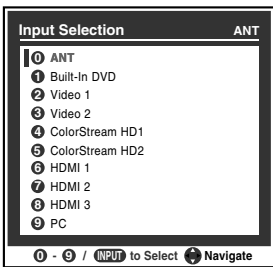 Input Selection ANT
0 ANT
1 Built-In DVD
2 Video 1
3 Video 2
4 ColorStream HD1
5 ColorStream HD2
6 HDMI 1
7 HDMI 2
8 HDMI 3
9 PC
0 - 9 / INPUT to Select Navigate